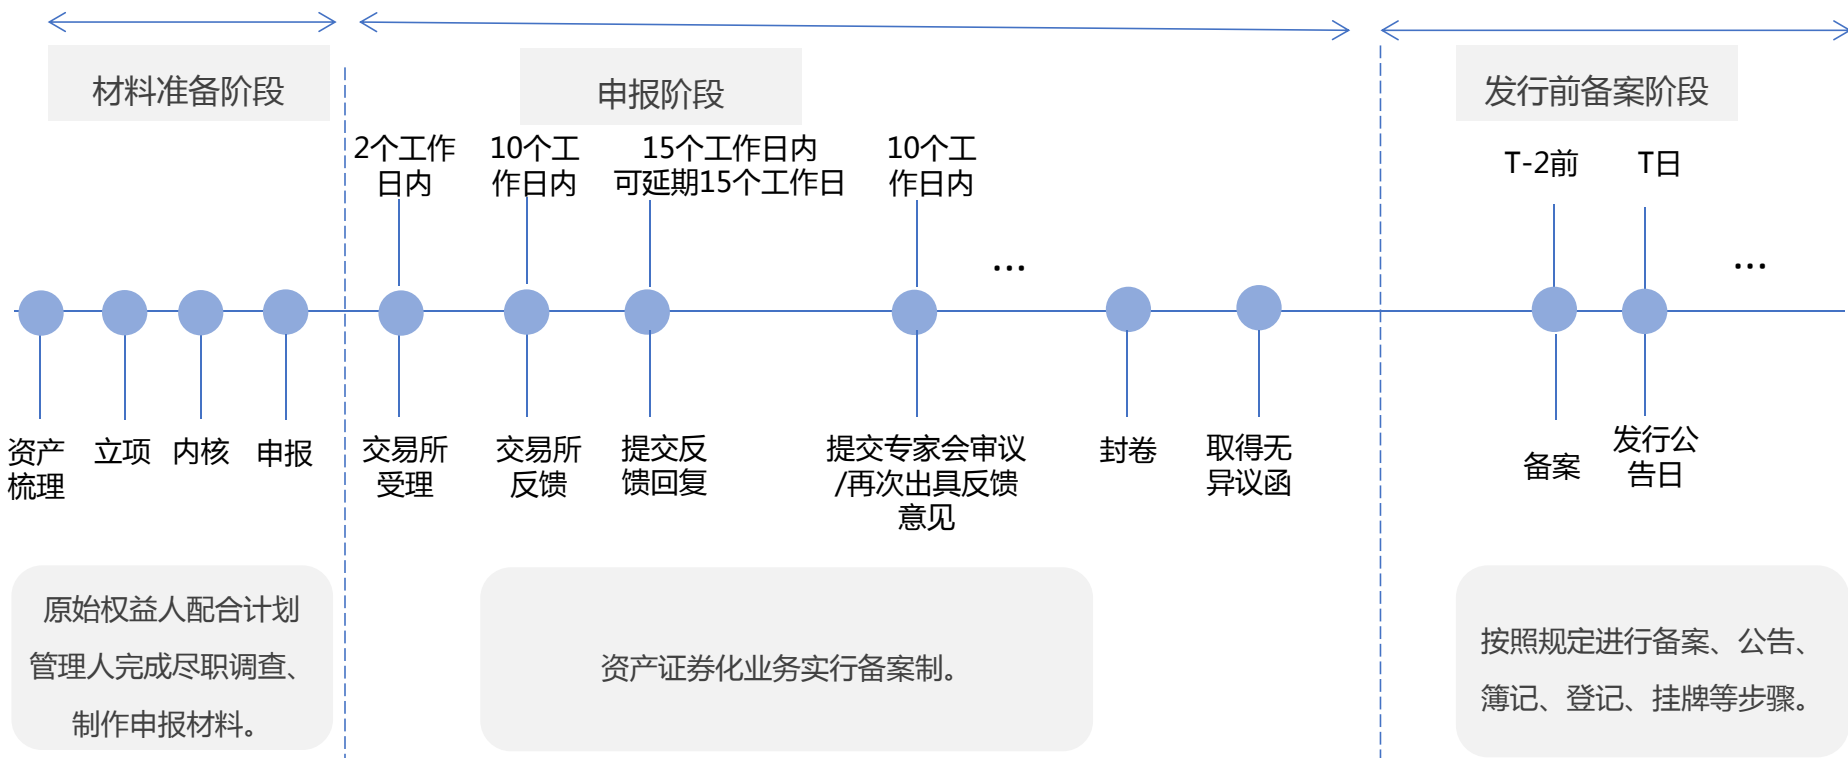 材料准备阶段
申报阶段
发行前备案阶段
2个工作
日内
10个工
作日内
15个工作日内
可延期15个工作日
10个工
作日内
T-2前
T日
...
...
资产
梳理
立项
内核
申报
交易所
受理
交易所
反馈
提交反
馈回复
提交专家会审议
/再次出具反馈
意见
封卷
取得无
异议函
备案
发行公
告日
原始权益人配合计划
管理人完成尽职调查、
制作申报材料。
资产证券化业务实行备案制。
按照规定进行备案、公告、
簿记、登记、挂牌等步骤。